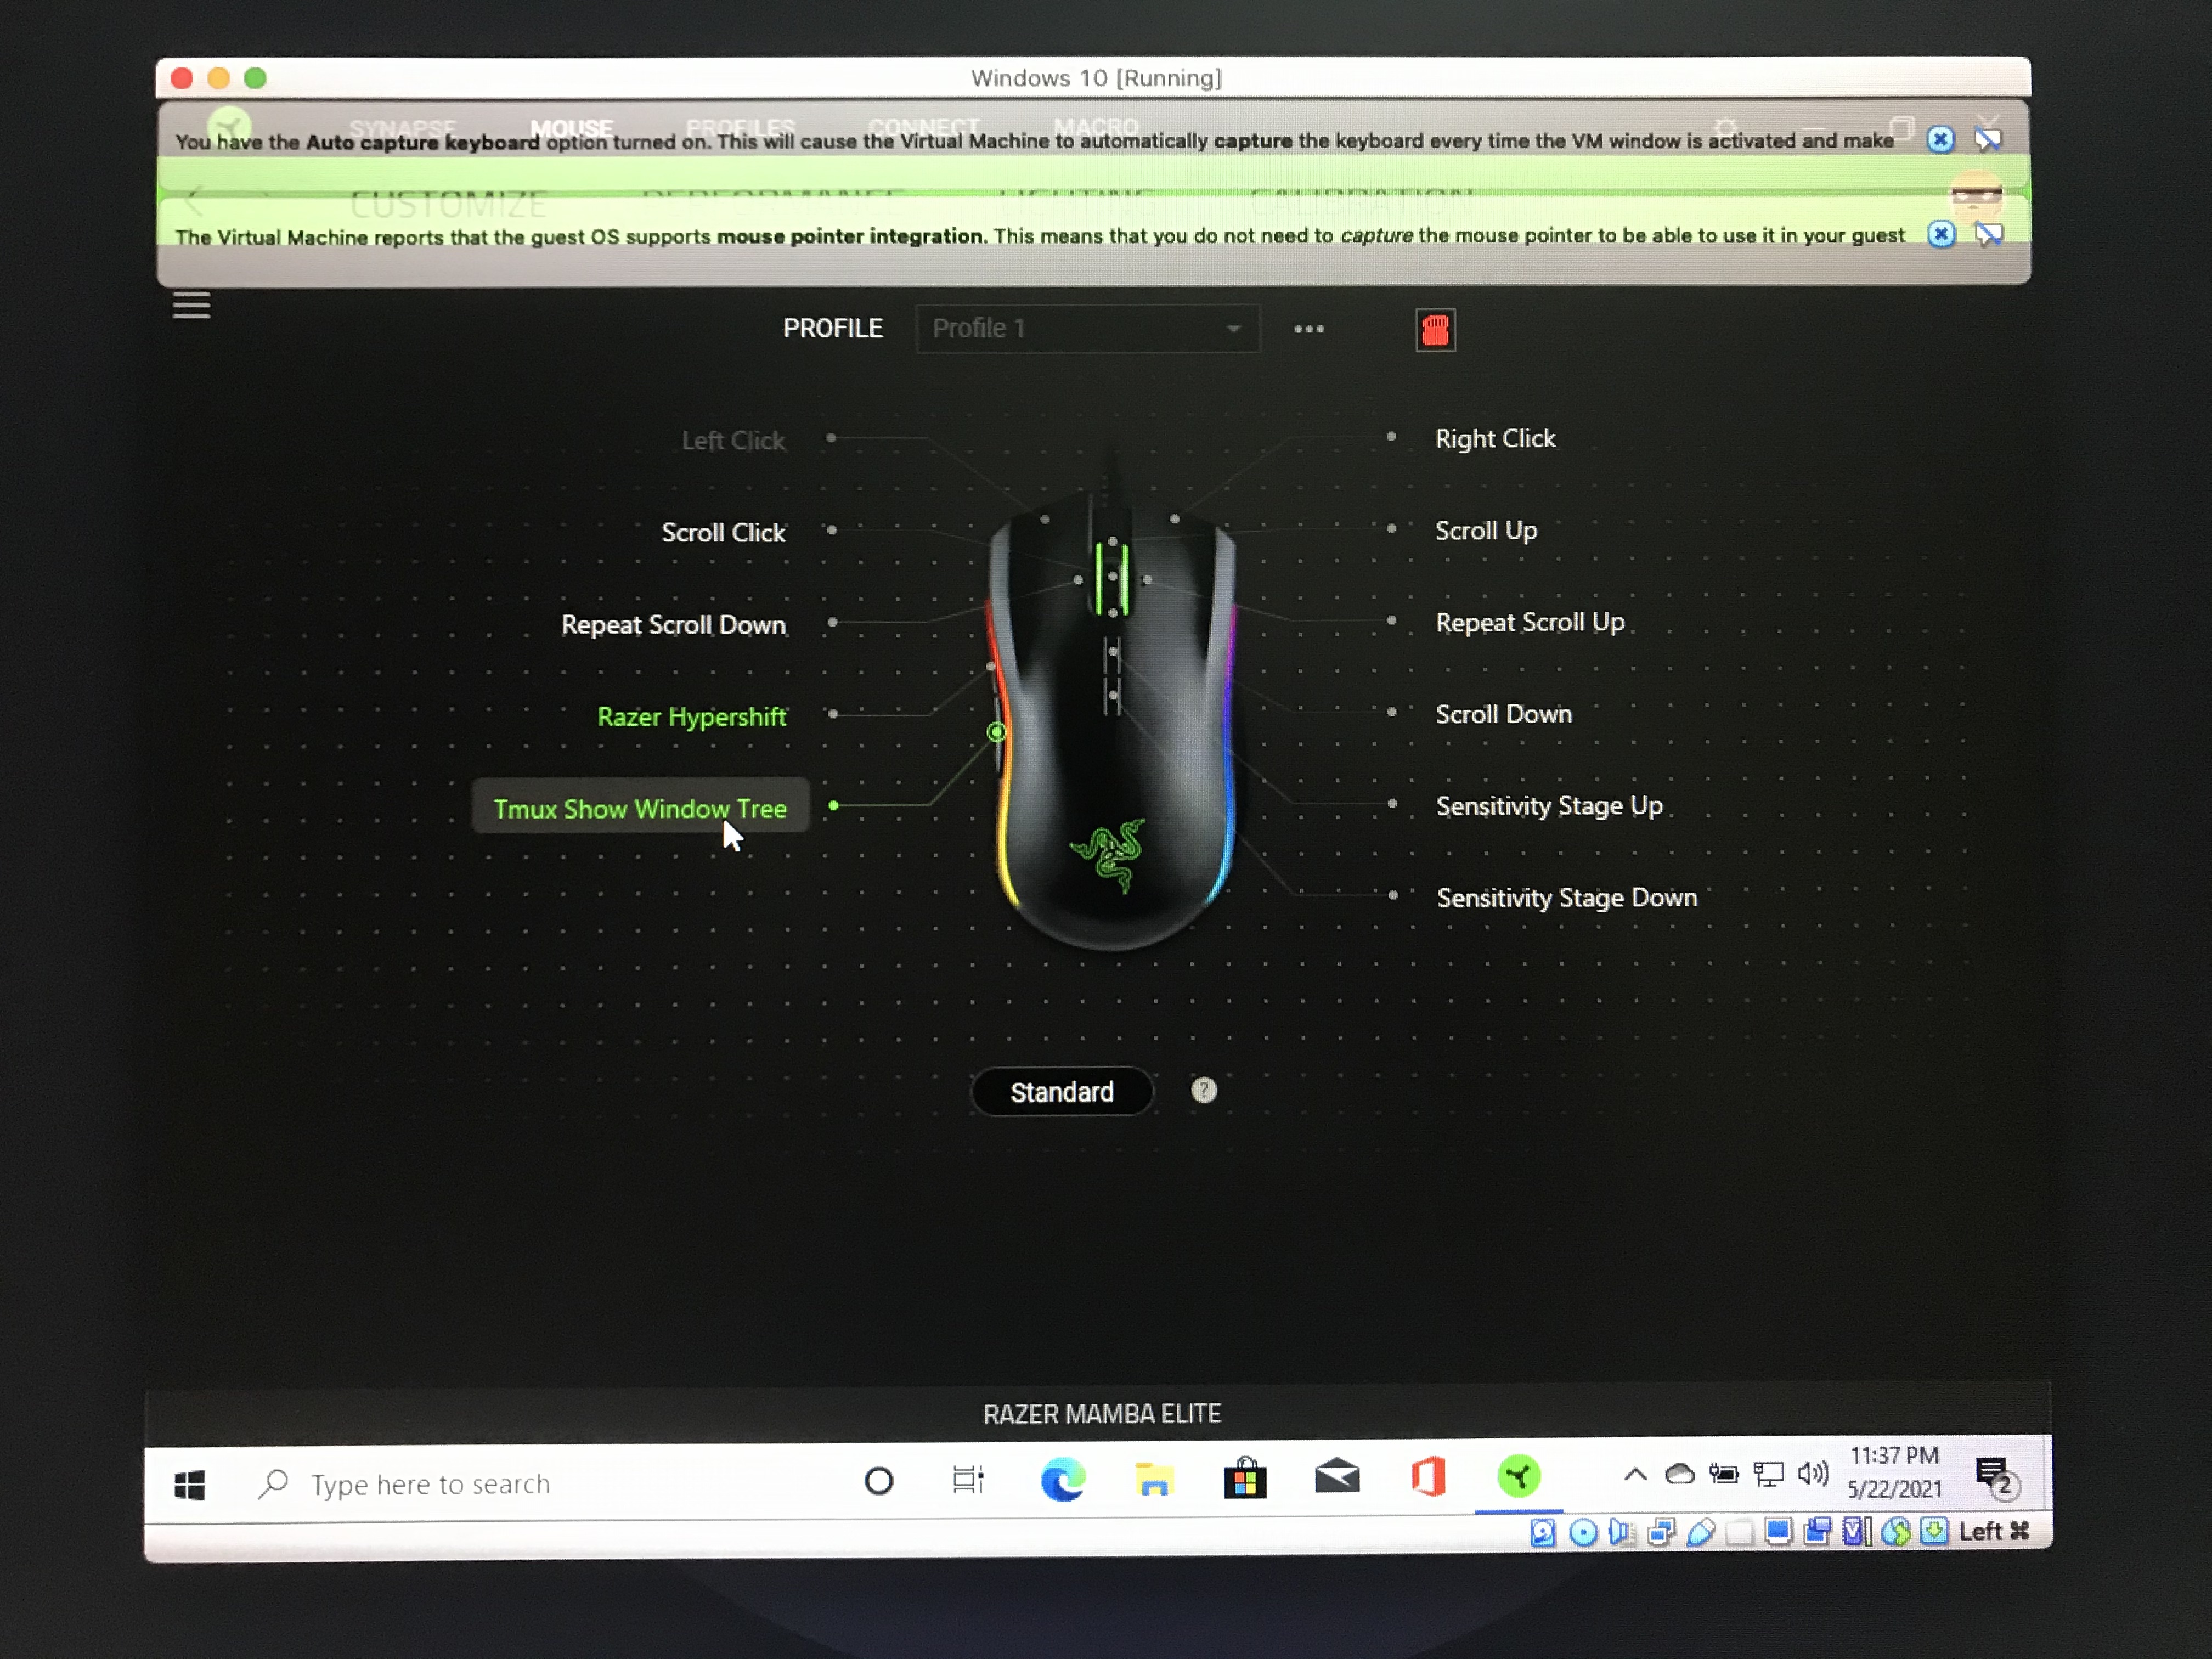 Windows 10 [Running]
SYNAPSE MOUSE PROFILES CONNECT MACRO
You have the Auto capture keyboard option turned on. This will cause the Virtual Machine to automatically capture the keyboard every time the VM window is activated and make
CUSTOMIZE PERFORMANCE LIGHTING CALIBRATION
The Virtual Machine reports that the guest OS supports mouse pointer integration. This means that you do not need to capture the mouse pointer to be able to use it in your guest
PROFILE Profile 1
Left Click Right Click
Scroll Click Scroll Up
Repeat Scroll Down Repeat Scroll Up
Razer Hypershift Scroll Down
Tmux Show Window Tree Sensitivity Stage Up
Sensitivity Stage Down
Standard ?
RAZER MAMBA ELITE
Type here to search
11:37 PM
5/22/2021
2
Left ⌘